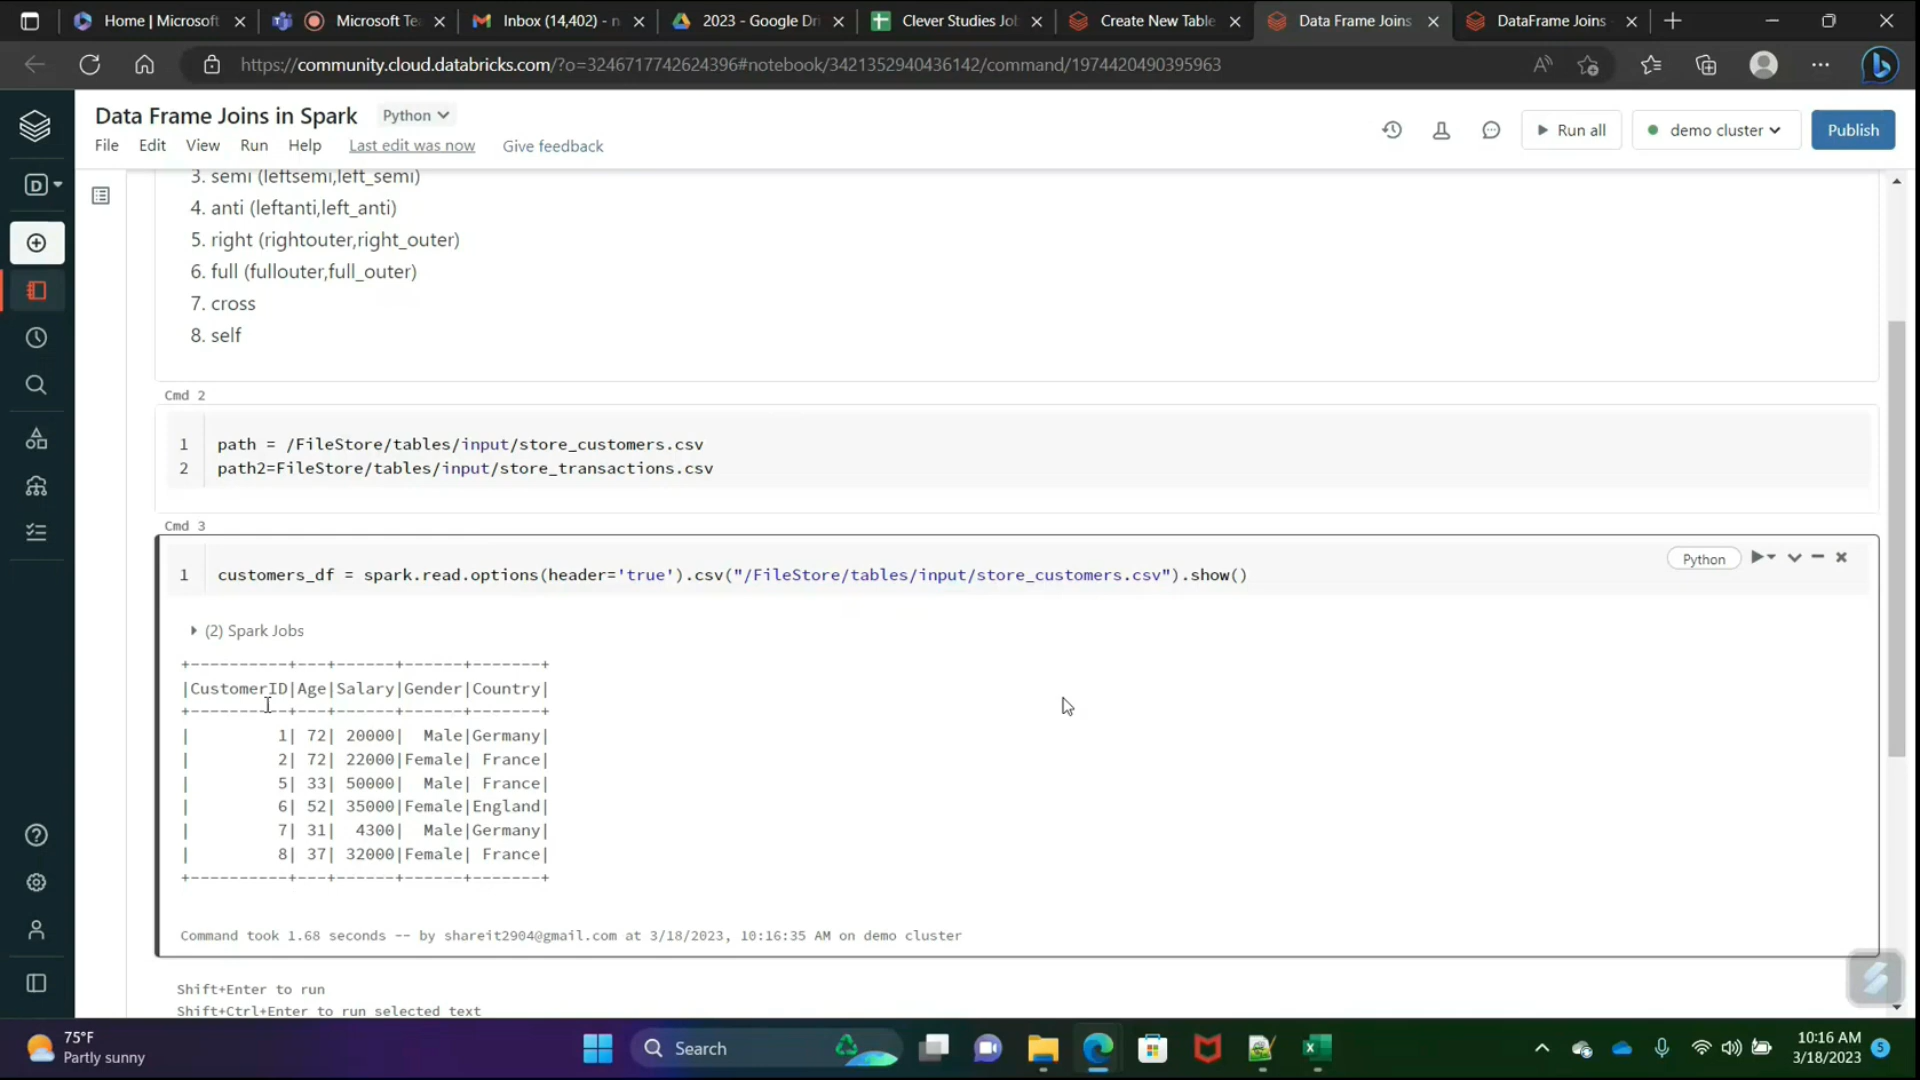 Home | Microsoft
Microsoft Te
Inbox (14,402) - n
2023 - Google Dri
Clever Studies Jo
Create New Table
Data Frame Joins
DataFrame Joins
https://community.cloud.databricks.com/?o=3246717742624396#notebook/3421352940436142/command/1974420490395963
Data Frame Joins in Spark Python
File Edit View Run Help Last edit was now Give feedback
Run all demo cluster Publish
D
3. semi (leftsemi,left_semi)
4. anti (leftanti,left_anti)
5. right (rightouter,right_outer)
6. full (fullouter,full_outer)
7. cross
8. self
Cmd 2
1 path = /FileStore/tables/input/store_customers.csv
2 path2=FileStore/tables/input/store_transactions.csv
Cmd 3
Python
1 customers_df = spark.read.options(header='true').csv("/FileStore/tables/input/store_customers.csv").show()
(2) Spark Jobs
+----------+---+------+------+-------+
|CustomerID|Age|Salary|Gender|Country|
+----------+---+------+------+-------+
| 1| 72| 20000| Male|Germany|
| 2| 72| 22000|Female| France|
| 5| 33| 50000| Male| France|
| 6| 52| 35000|Female|England|
| 7| 31| 4300| Male|Germany|
| 8| 37| 32000|Female| France|
+----------+---+------+------+-------+
Command took 1.68 seconds -- by shareit2904@gmail.com at 3/18/2023, 10:16:35 AM on demo cluster
Shift+Enter to run
Shift+Ctrl+Enter to run selected text
75°F
Partly sunny
Search
10:16 AM
3/18/2023
5